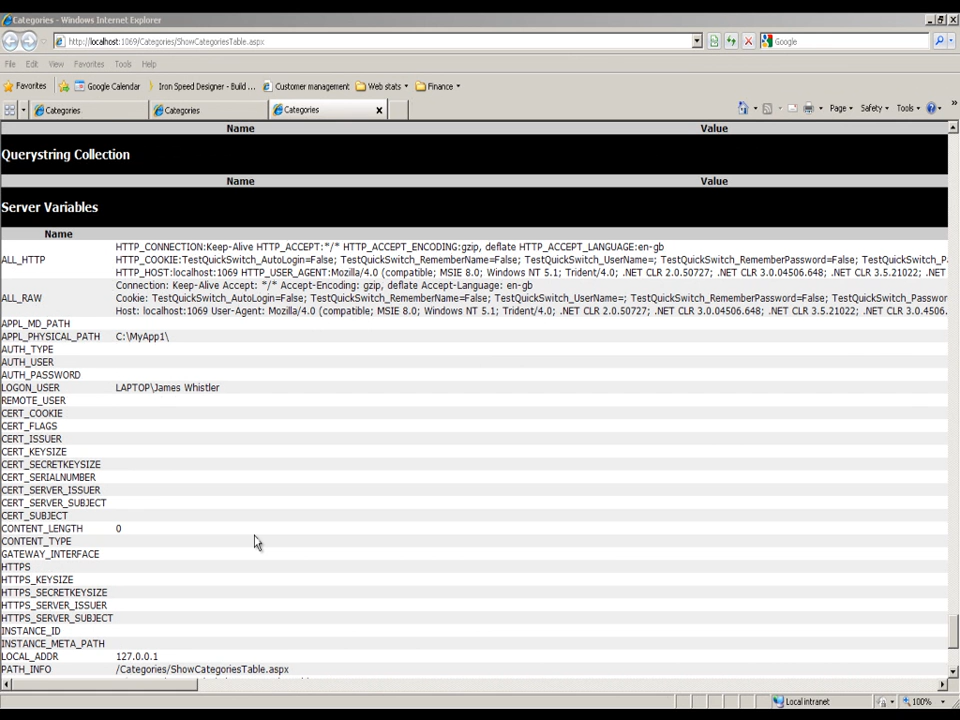 Categories - Windows Internet Explorer
http://localhost:1069/Categories/ShowCategoriesTable.aspx
Google
File Edit View Favorites Tools Help
Favorites Google Calendar Iron Speed Designer - Build ... Customer management Web stats Finance
Categories Categories Categories Page Safety Tools
Name Value
Querystring Collection
Name Value
Server Variables
Name
HTTP_CONNECTION:Keep-Alive HTTP_ACCEPT:*/* HTTP_ACCEPT_ENCODING:gzip, deflate HTTP_ACCEPT_LANGUAGE:en-gb
ALL_HTTP HTTP_COOKIE:TestQuickSwitch_AutoLogin=False; TestQuickSwitch_RememberName=False; TestQuickSwitch_UserName=; TestQuickSwitch_RememberPassword=False; TestQuickSwitch_P
HTTP_HOST:localhost:1069 HTTP_USER_AGENT:Mozilla/4.0 (compatible; MSIE 8.0; Windows NT 5.1; Trident/4.0; .NET CLR 2.0.50727; .NET CLR 3.0.04506.648; .NET CLR 3.5.21022; .NET CLR 3
Connection: Keep-Alive Accept: */* Accept-Encoding: gzip, deflate Accept-Language: en-gb
ALL_RAW Cookie: TestQuickSwitch_AutoLogin=False; TestQuickSwitch_RememberName=False; TestQuickSwitch_UserName=; TestQuickSwitch_RememberPassword=False; TestQuickSwitch_Passwor
Host: localhost:1069 User-Agent: Mozilla/4.0 (compatible; MSIE 8.0; Windows NT 5.1; Trident/4.0; .NET CLR 2.0.50727; .NET CLR 3.0.04506.648; .NET CLR 3.5.21022; .NET CLR 3.0.4506.
APPL_MD_PATH
APPL_PHYSICAL_PATH C:\MyApp1\
AUTH_TYPE
AUTH_USER
AUTH_PASSWORD
LOGON_USER LAPTOP\James Whistler
REMOTE_USER
CERT_COOKIE
CERT_FLAGS
CERT_ISSUER
CERT_KEYSIZE
CERT_SECRETKEYSIZE
CERT_SERIALNUMBER
CERT_SERVER_ISSUER
CERT_SERVER_SUBJECT
CERT_SUBJECT
CONTENT_LENGTH 0
CONTENT_TYPE
GATEWAY_INTERFACE
HTTPS
HTTPS_KEYSIZE
HTTPS_SECRETKEYSIZE
HTTPS_SERVER_ISSUER
HTTPS_SERVER_SUBJECT
INSTANCE_ID
INSTANCE_META_PATH
LOCAL_ADDR 127.0.0.1
PATH_INFO /Categories/ShowCategoriesTable.aspx
Local intranet 100%